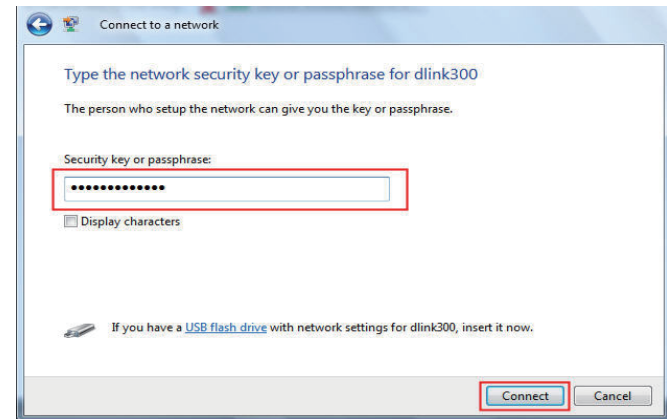 Connect to a network
Type the network security key or passphrase for dlink300
The person who setup the network can give you the key or passphrase.
Security key or passphrase:
•••••••••••••
Display characters
If you have a USB flash drive with network settings for dlink300, insert it now.
Connect Cancel